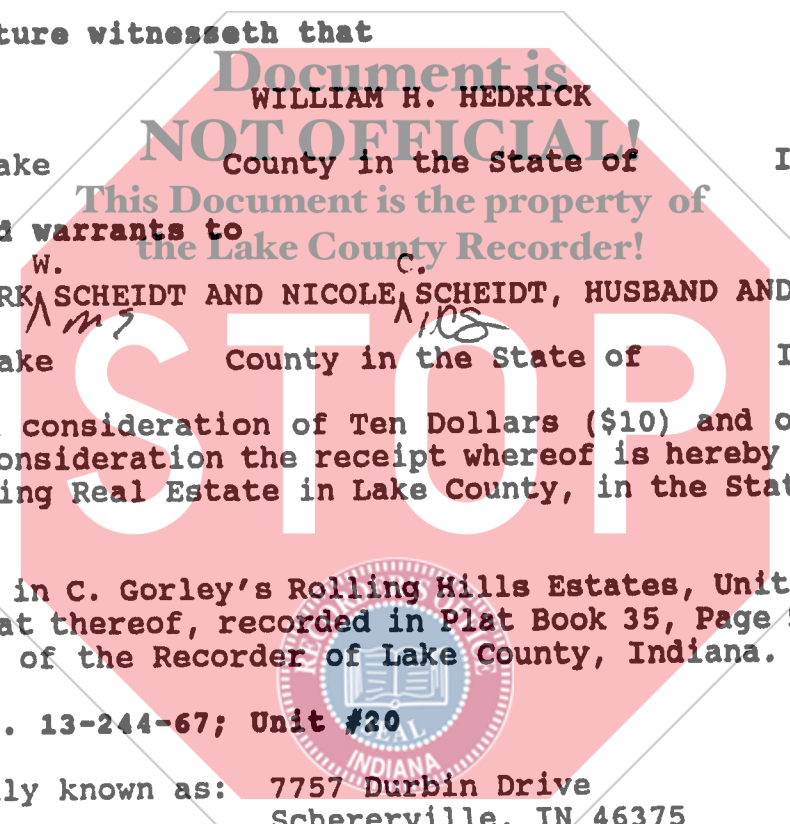 ture witnesseth that
Document is
WILLIAM H. HEDRICK
NOT OFFICIAL!
ake County in the State of I
This Document is the property of
d warrants to
the Lake County Recorder!
W. C.
RK SCHEIDT AND NICOLE SCHEIDT, HUSBAND AND
STOP
ake County in the State of I
consideration of Ten Dollars ($10) and o
onsideration the receipt whereof is hereby
ing Real Estate in Lake County, in the Stat
in C. Gorley's Rolling Hills Estates, Unit
at thereof, recorded in Plat Book 35, Page
of the Recorder of Lake County, Indiana.
RECORDER'S OFFICE
SEAL
INDIANA
. 13-244-67; Unit #20
ly known as: 7757 Durbin Drive
Schererville, IN 46375